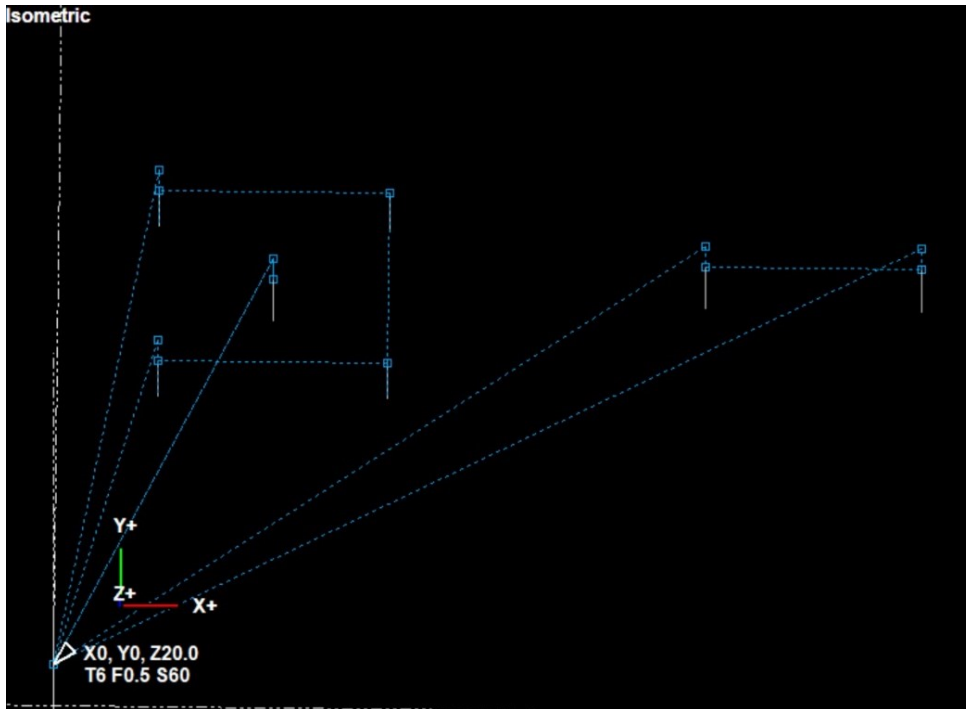 Isometric
Y+
Z+
X+
X0, Y0, Z20.0
T6 F0.5 S60